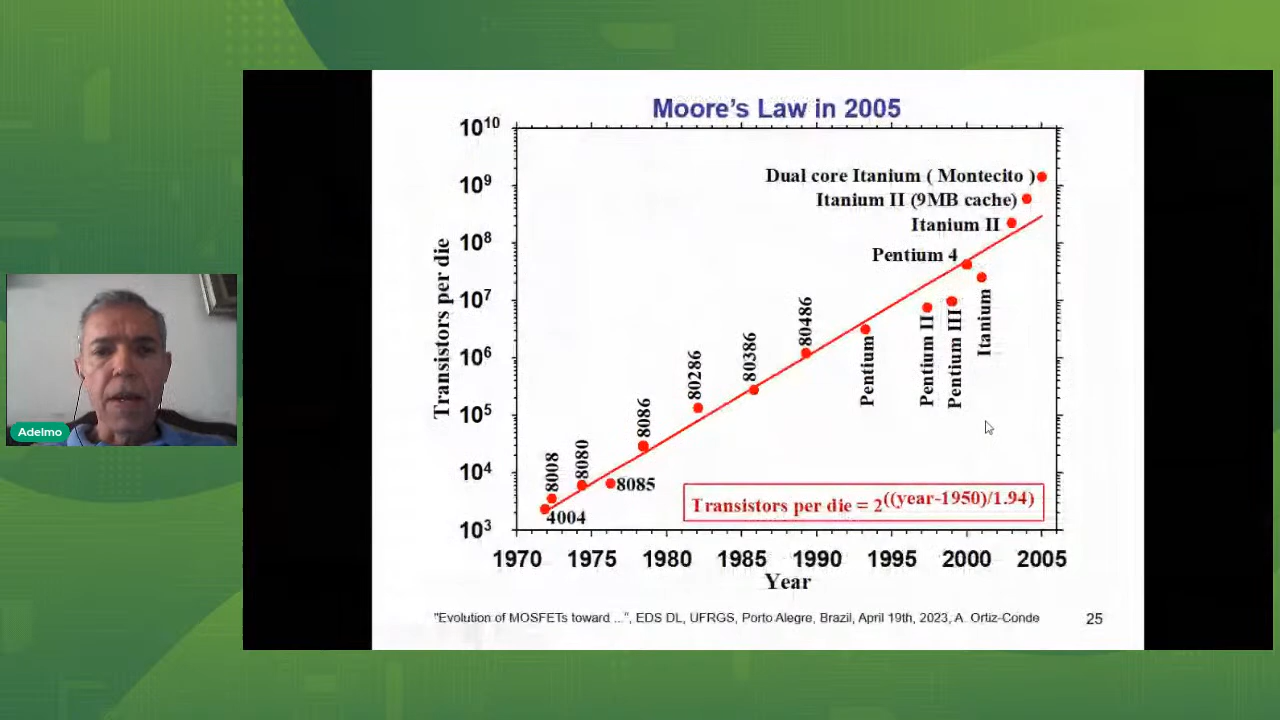 Moore's Law in 2005
10^10
10^9
10^8
10^7
10^6
10^5
10^4
10^3
Transistors per die
Dual core Itanium ( Montecito )
Itanium II (9MB cache)
Itanium II
Pentium 4
Itanium
Pentium III
Pentium II
Pentium
80486
80386
80286
8086
8085
8080
8008
4004
Transistors per die = 2^((year-1950)/1.94)
1970 1975 1980 1985 1990 1995 2000 2005
Year
"Evolution of MOSFETs toward ...", EDS DL, UFRGS, Porto Alegre, Brazil, April 19th, 2023, A. Ortiz-Conde
25
Adelmo